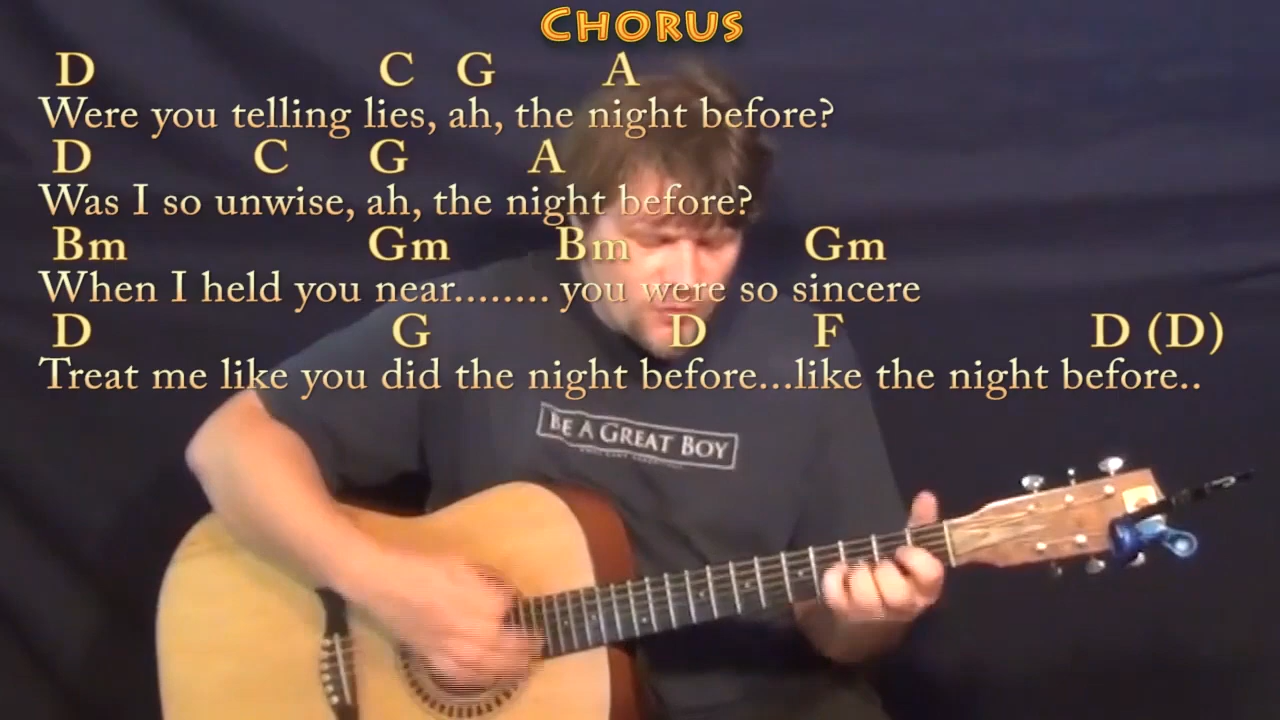 CHORUS
D C G A
Were you telling lies, ah, the night before?
D C G A
Was I so unwise, ah, the night before?
Bm Gm Bm Gm
When I held you near........ you were so sincere
D G D F D (D)
Treat me like you did the night before...like the night before..
BE A GREAT BOY